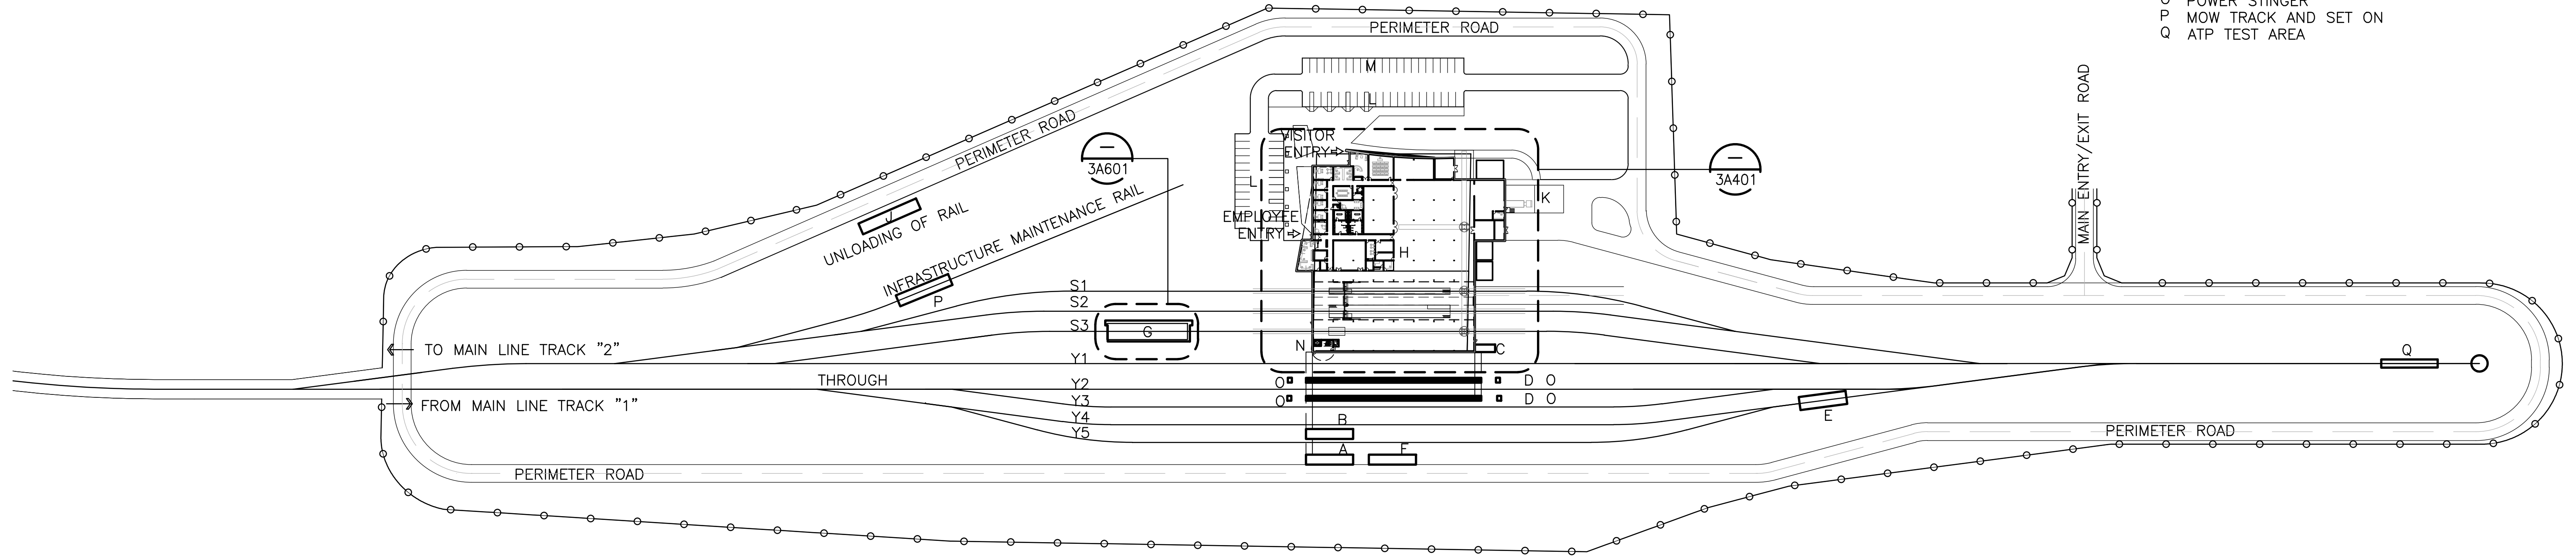 O POWER STINGER
P MOW TRACK AND SET ON
Q ATP TEST AREA
PERIMETER ROAD
M
L
MAIN ENTRY/EXIT ROAD
PERIMETER ROAD
VISITOR
ENTRY
3A601
3A401
L
K
J
UNLOADING OF RAIL
INFRASTRUCTURE MAINTENANCE RAIL
EMPLOYEE
ENTRY
H
P
S1
S2
S3
G
N
C
TO MAIN LINE TRACK "2"
Y1
Q
THROUGH
Y2
O
D O
FROM MAIN LINE TRACK "1"
Y3
O
D O
E
Y4
B
Y5
PERIMETER ROAD
A
F
PERIMETER ROAD